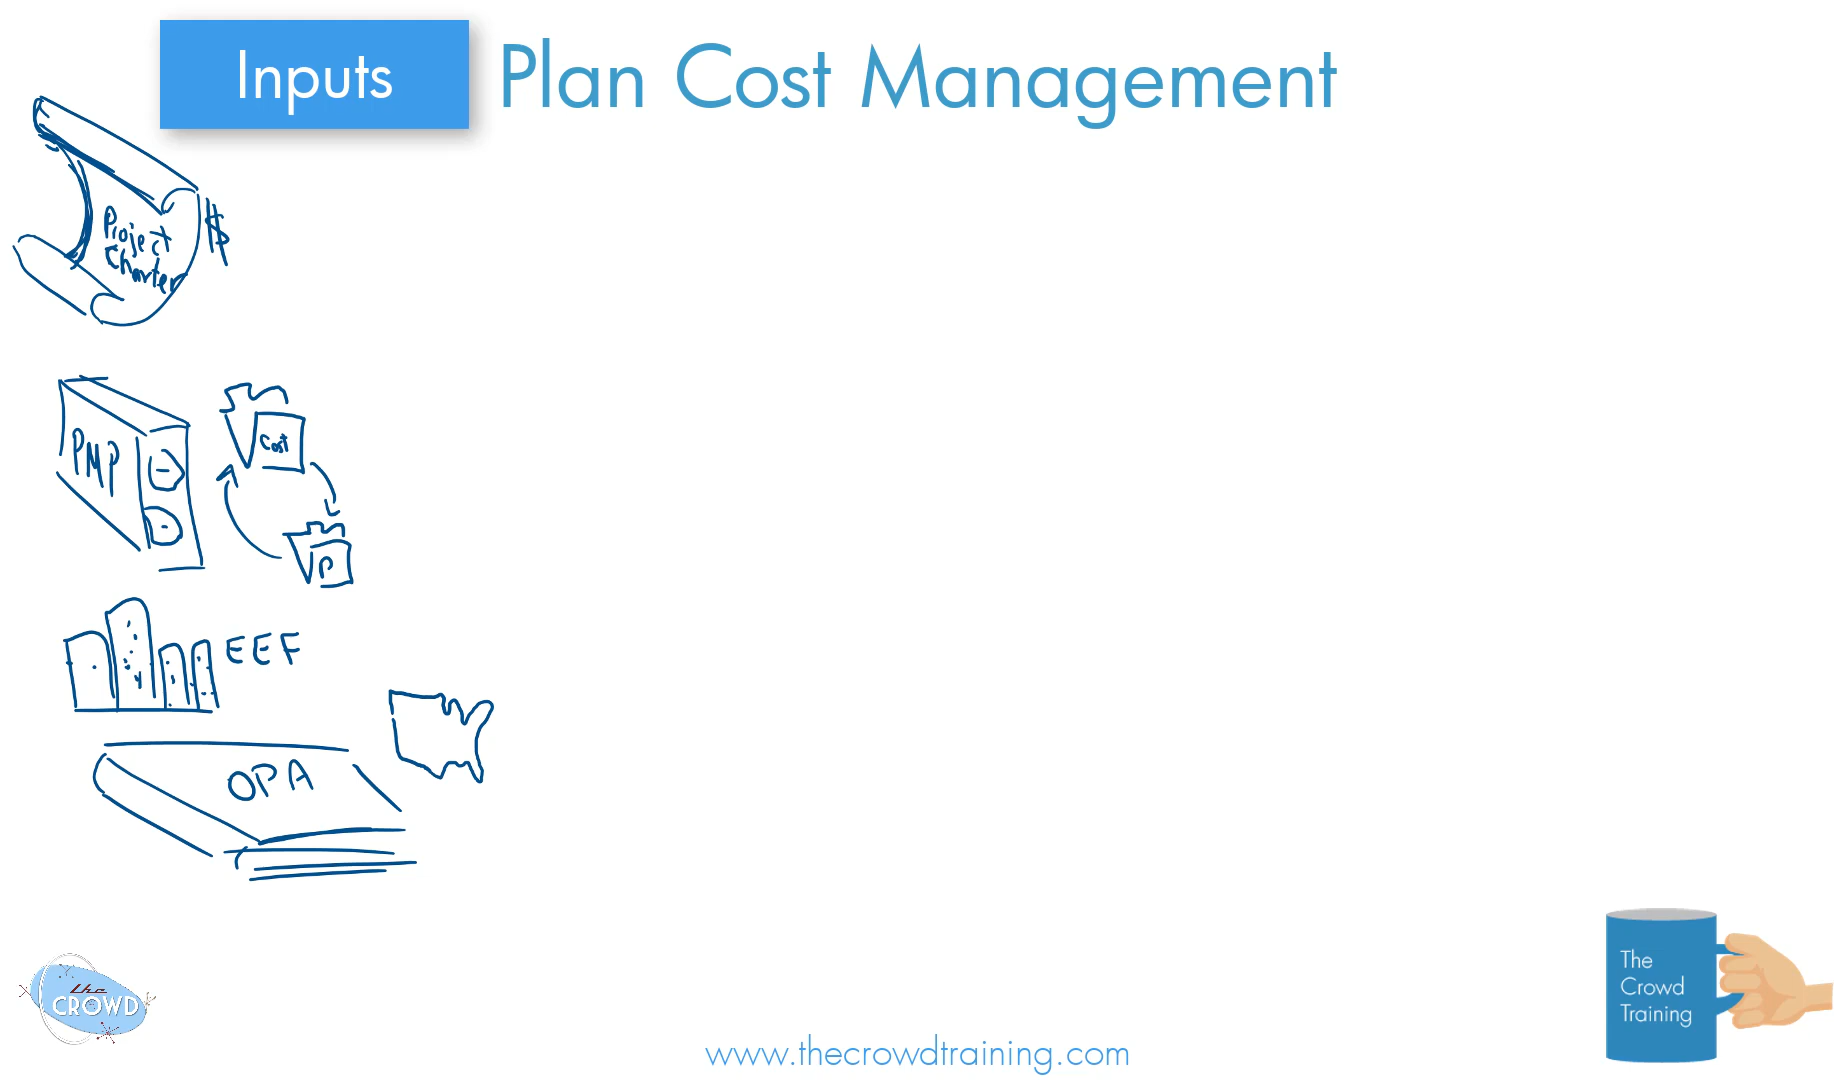 Inputs
Plan Cost Management
Project
Charter
$
PMP
Cost
P
EEF
OPA
the
CROWD
The
Crowd
Training
www.thecrowdtraining.com